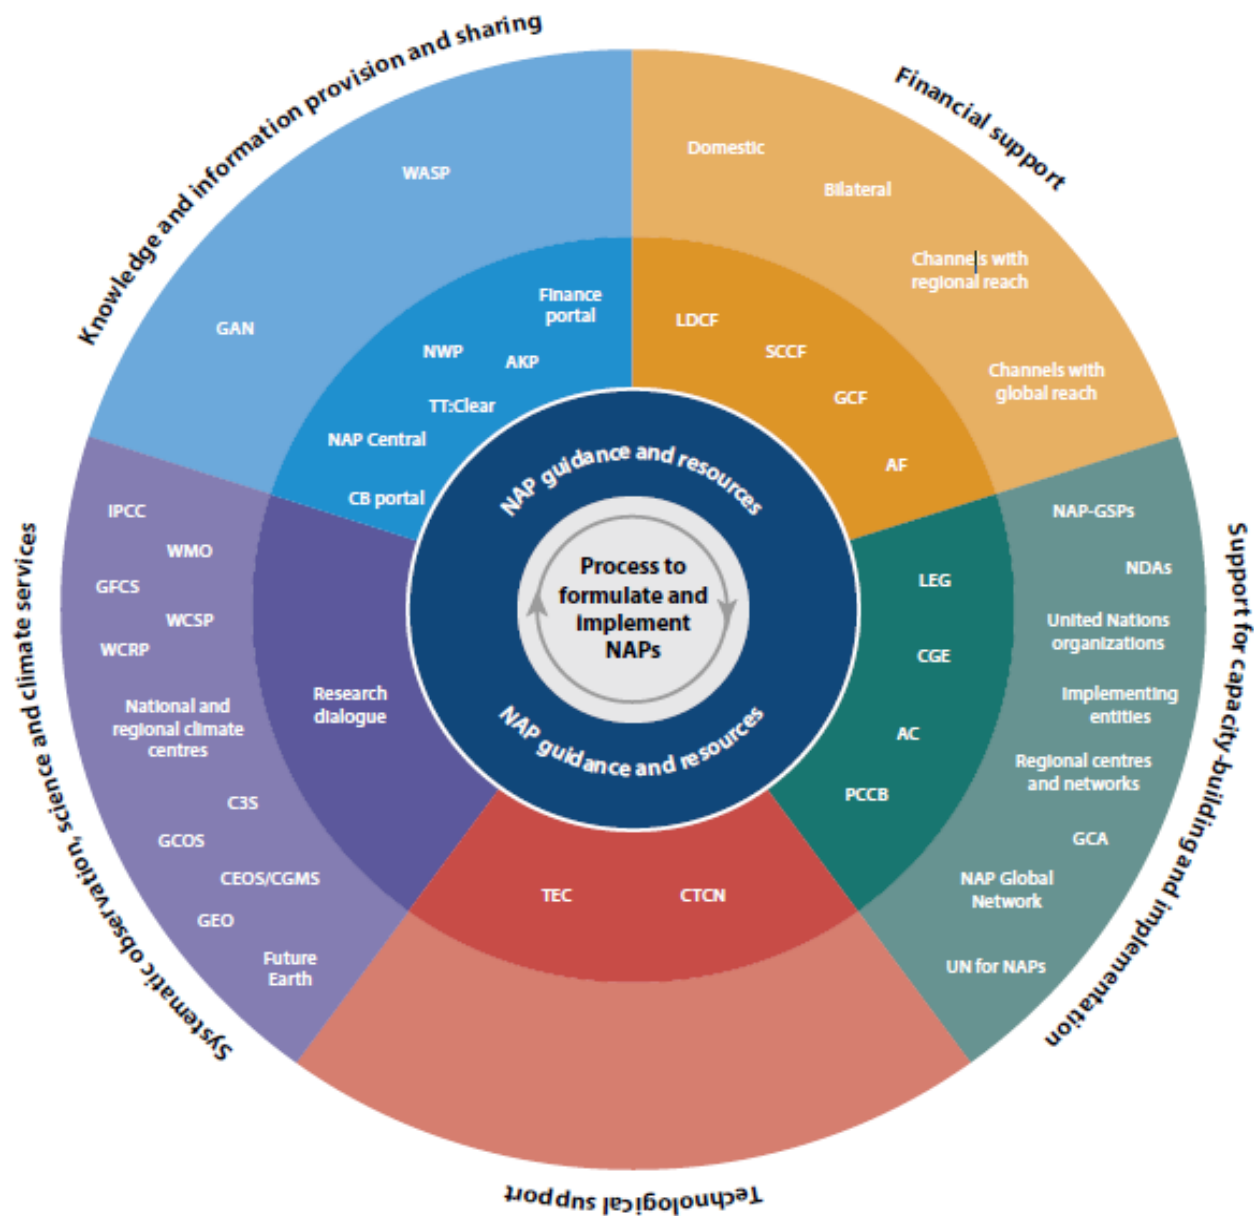 Knowledge and information provision and sharing
WASP
GAN
Finance
portal
NWP
AKP
TT:Clear
NAP Central
CB portal
Financial support
Domestic
Bilateral
Channels with
regional reach
Channels with
global reach
LDCF
SCCF
GCF
AF
Support for capacity-building and implementation
NAP-GSPs
NDAs
United Nations
organizations
Implementing
entities
Regional centres
and networks
GCA
NAP Global
Network
UN for NAPs
LEG
CGE
AC
PCCB
Technological support
TEC
CTCN
Systematic observation, science and climate services
IPCC
WMO
GFCS
WCSP
WCRP
National and
regional climate
centres
C3S
GCOS
CEOS/CGMS
GEO
Future
Earth
Research
dialogue
NAP guidance and resources
Process to
formulate and
implement
NAPs
NAP guidance and resources